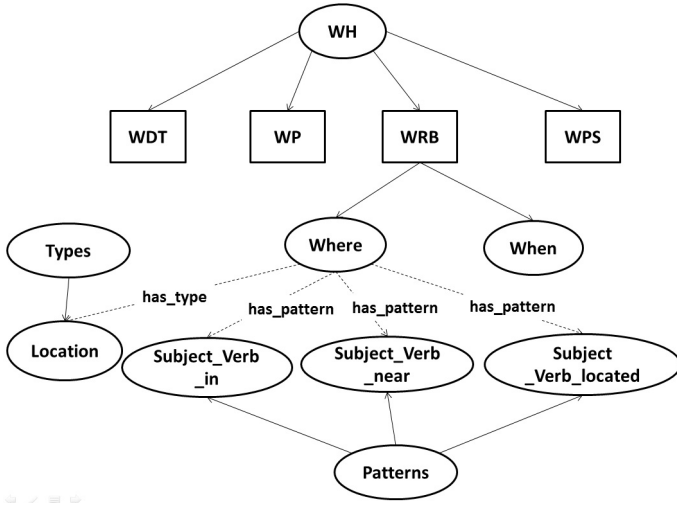 WH
WDT
WP
WRB
WPS
Types
Where
When
has_type
has_pattern
has_pattern
has_pattern
Location
Subject_Verb
_in
Subject_Verb
_near
Subject
_Verb_located
Patterns